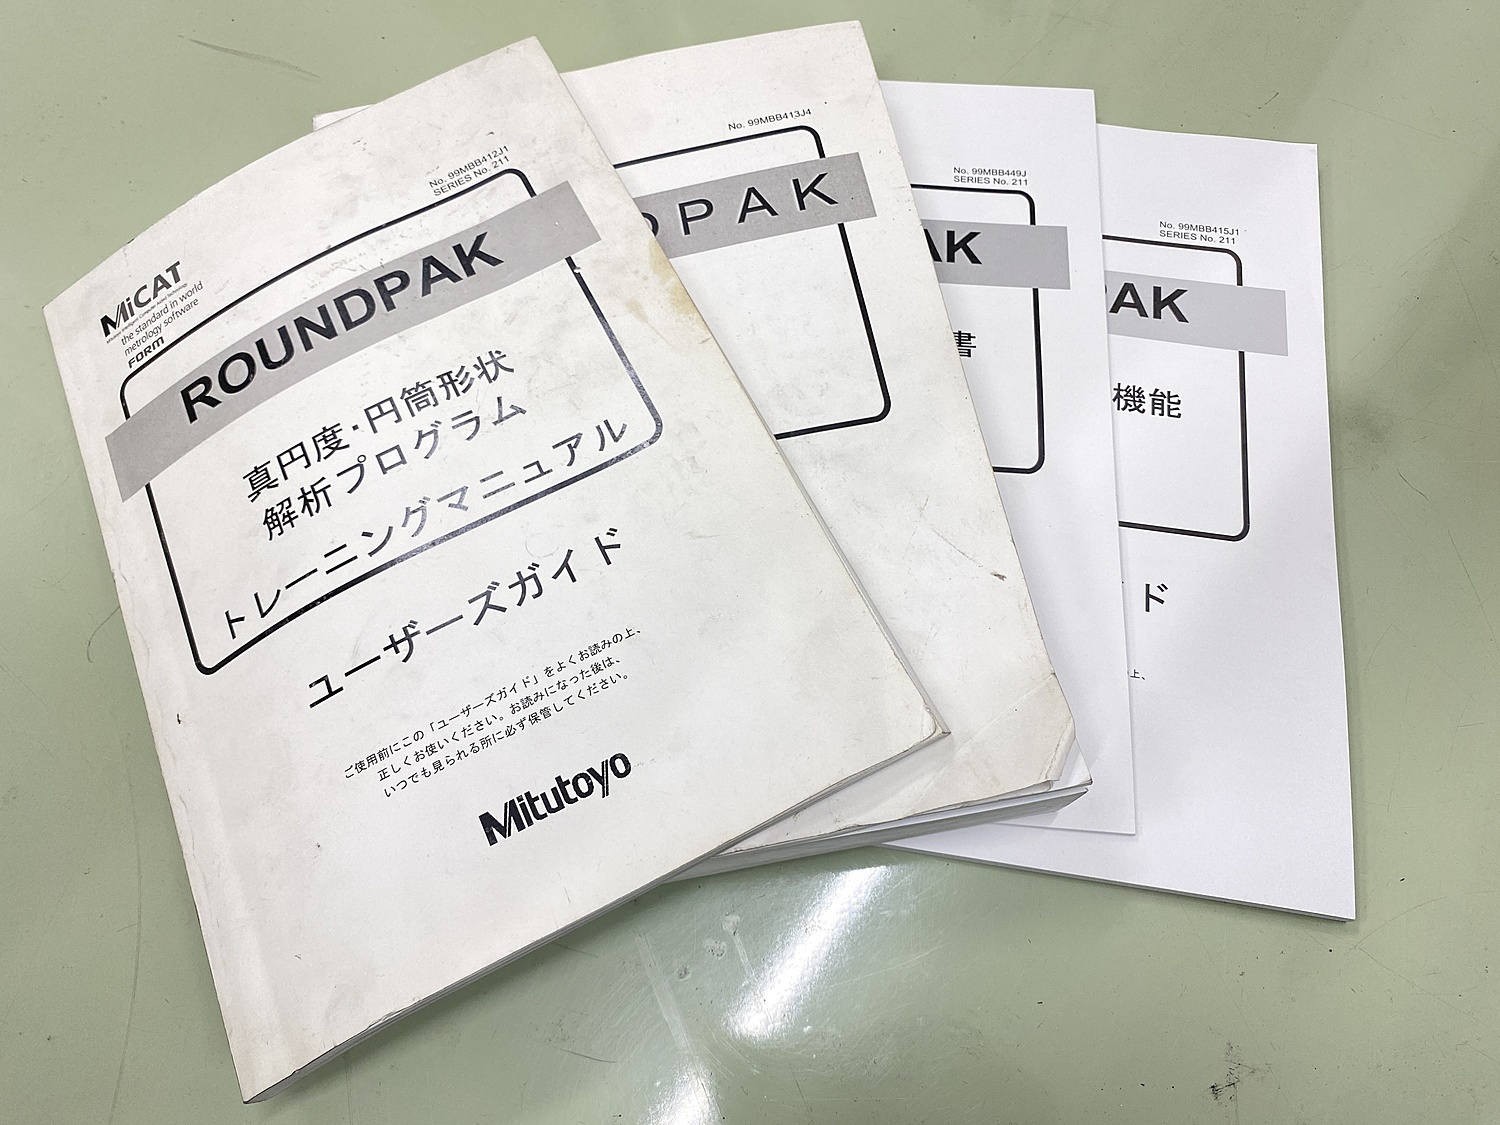 No. 99MBB412J1
SERIES No. 211
MiCAT
Mitutoyo Intelligent Computer Aided Technology
the standard in world
metrology software
FORM
ROUNDPAK
真円度・円筒形状
解析プログラム
トレーニングマニュアル
ユーザーズガイド
ご使用前にこの「ユーザーズガイド」をよくお読みの上、
正しくお使いください。お読みになった後は、
いつでも見られる所に必ず保管してください。
Mitutoyo
No. 99MBB413J4
DPAK
No. 99MBB449J
SERIES No. 211
AK
書
No. 99MBB415J1
SERIES No. 211
PAK
機能
ド
上、